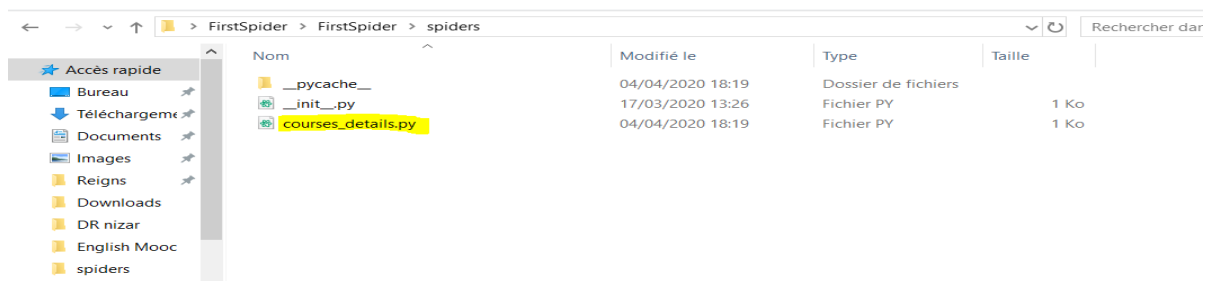 FirstSpider > FirstSpider > spiders
Rechercher dar
Nom Modifié le Type Taille
Accès rapide
Bureau
Téléchargeme
Documents
Images
Reigns
Downloads
DR nizar
English Mooc
spiders
__pycache__ 04/04/2020 18:19 Dossier de fichiers
__init__.py 17/03/2020 13:26 Fichier PY 1 Ko
courses_details.py 04/04/2020 18:19 Fichier PY 1 Ko